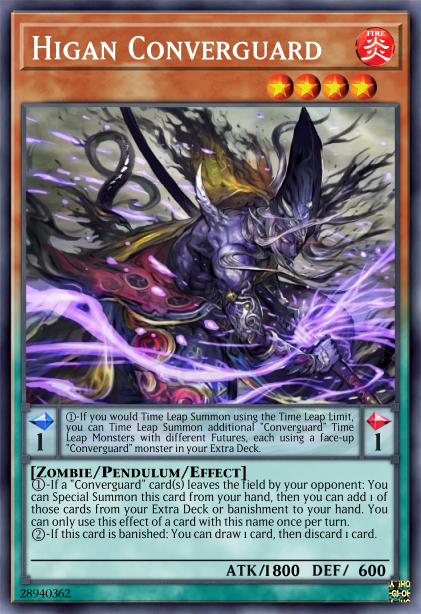 HIGAN CONVERGUARD
FIRE
炎
①-If you would Time Leap Summon using the Time Leap Limit,
you can Time Leap Summon additional "Converguard" Time
Leap Monsters with different Futures, each using a face-up
"Converguard" monster in your Extra Deck.
1
1
[ZOMBIE/PENDULUM/EFFECT]
①-If a "Converguard" card(s) leaves the field by your opponent: You
can Special Summon this card from your hand, then you can add 1 of
those cards from your Extra Deck or banishment to your hand. You
can only use this effect of a card with this name once per turn.
②-If this card is banished: You can draw 1 card, then discard 1 card.
ATK/1800 DEF/ 600
28940362